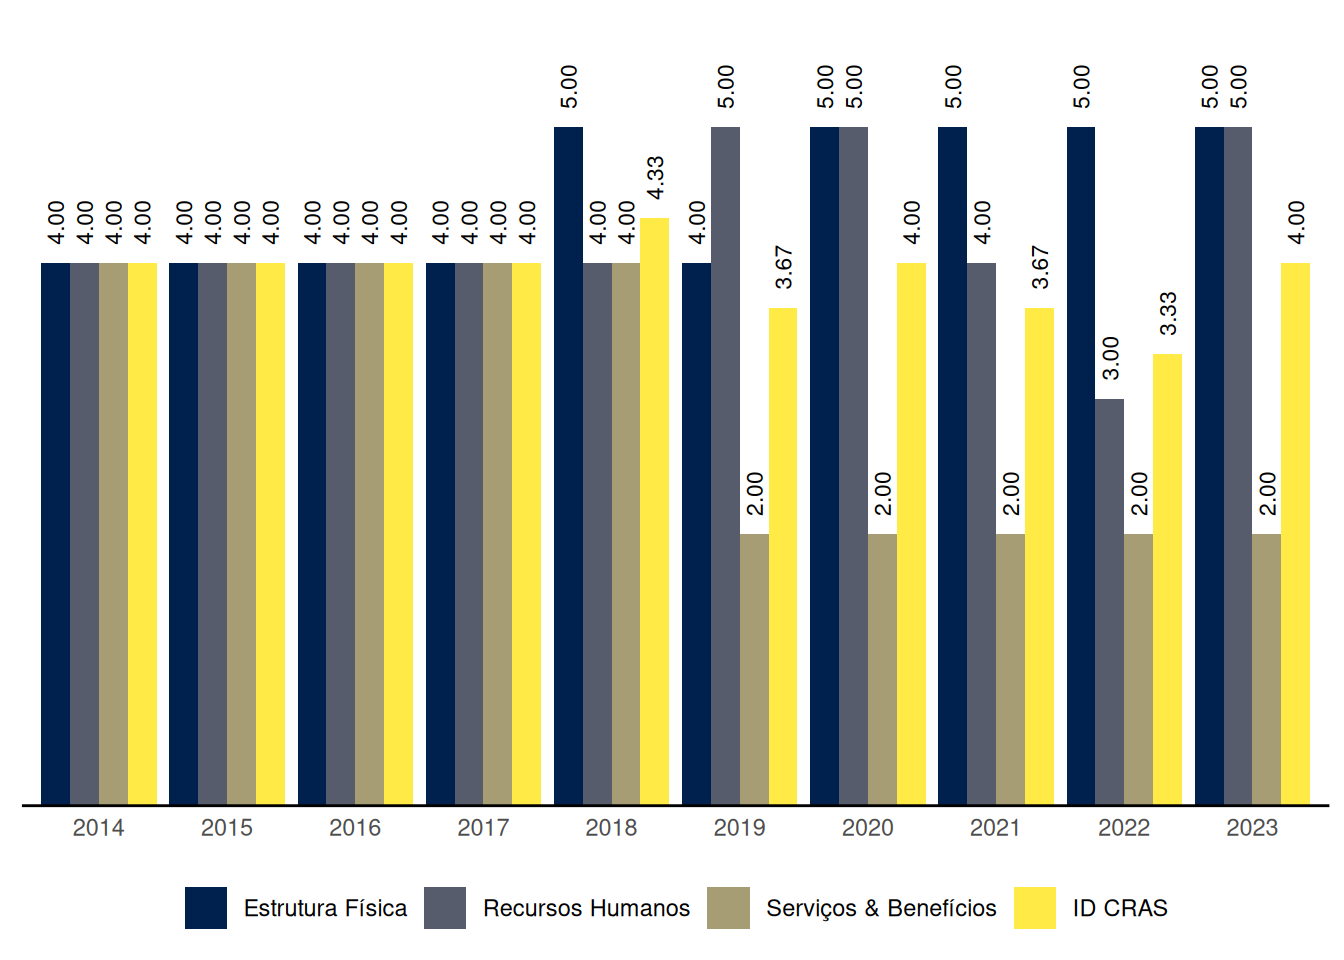 5.00 5.00 5.00 5.00 5.00 5.00 5.00 5.00
4.33
4.00 4.00 4.00 4.00 4.00 4.00 4.00 4.00 4.00 4.00 4.00 4.00 4.00 4.00 4.00 4.00 4.00 4.00 4.00 4.00 4.00 4.00
3.67 3.67
3.33
3.00
2.00 2.00 2.00 2.00 2.00
2014 2015 2016 2017 2018 2019 2020 2021 2022 2023
Estrutura Física Recursos Humanos Serviços & Benefícios ID CRAS